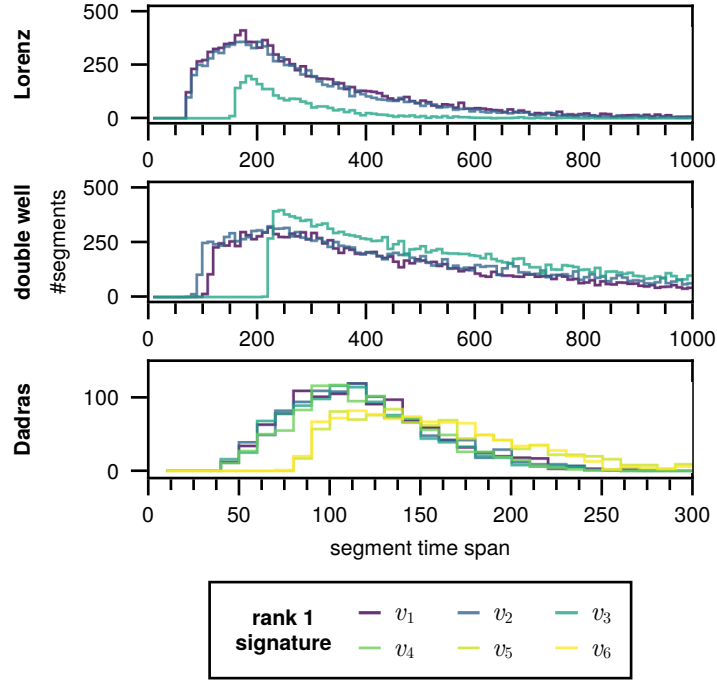 Lorenz
500
250
0
0 200 400 600 800 1000
double well
#segments
500
250
0
0 200 400 600 800 1000
Dadras
100
0
0 50 100 150 200 250 300
segment time span
rank 1
signature
v₁ v₂ v₃
v₄ v₅ v₆